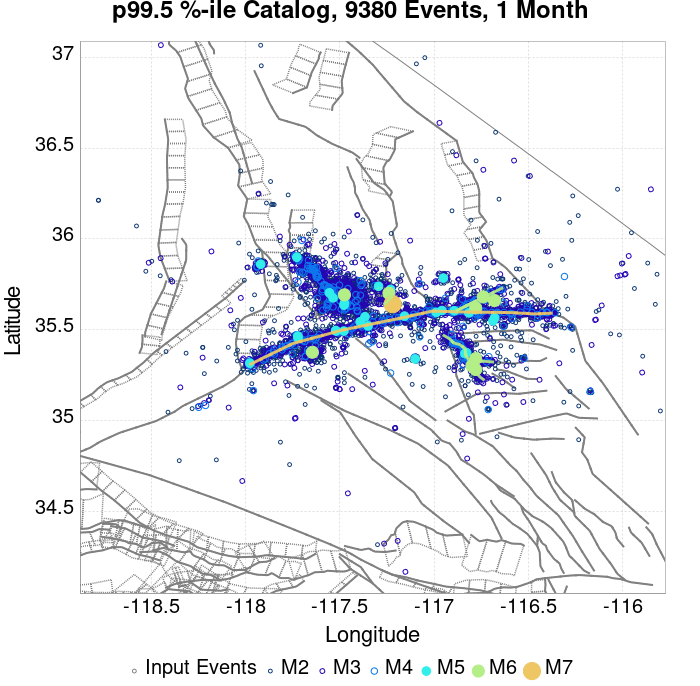 p99.5 %-ile Catalog, 9380 Events, 1 Month
37
36.5
36
35.5
35
34.5
Latitude
-118.5 -118 -117.5 -117 -116.5 -116
Longitude
Input Events M2 M3 M4 M5 M6 M7